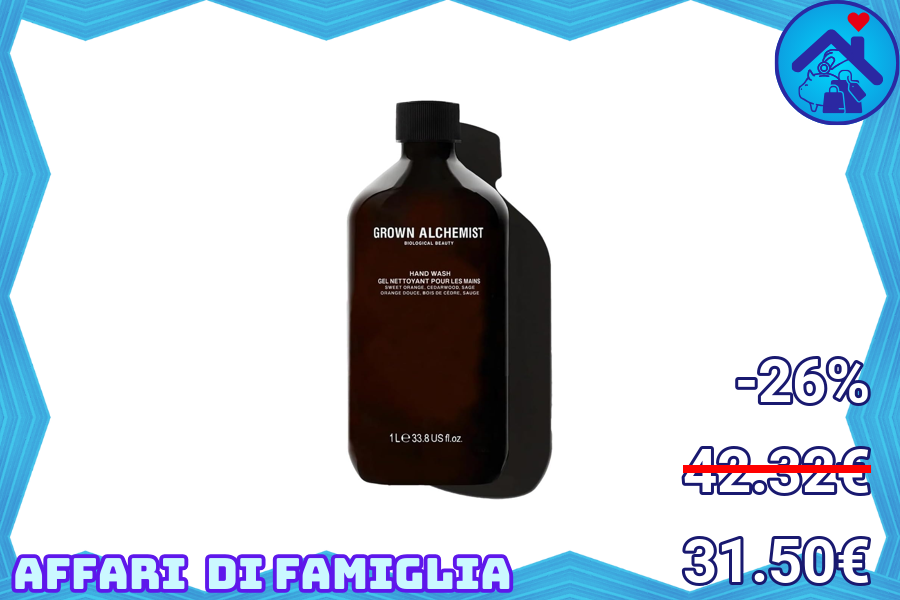 GROWN ALCHEMIST
BIOLOGICAL BEAUTY
HAND WASH
GEL NETTOYANT POUR LES MAINS
SWEET ORANGE, CEDARWOOD, SAGE
ORANGE DOUCE, BOIS DE CÈDRE, SAUGE
1 L℮33.8 US fl.oz.
-26%
42.32€
31.50€
AFFARI DI FAMIGLIA